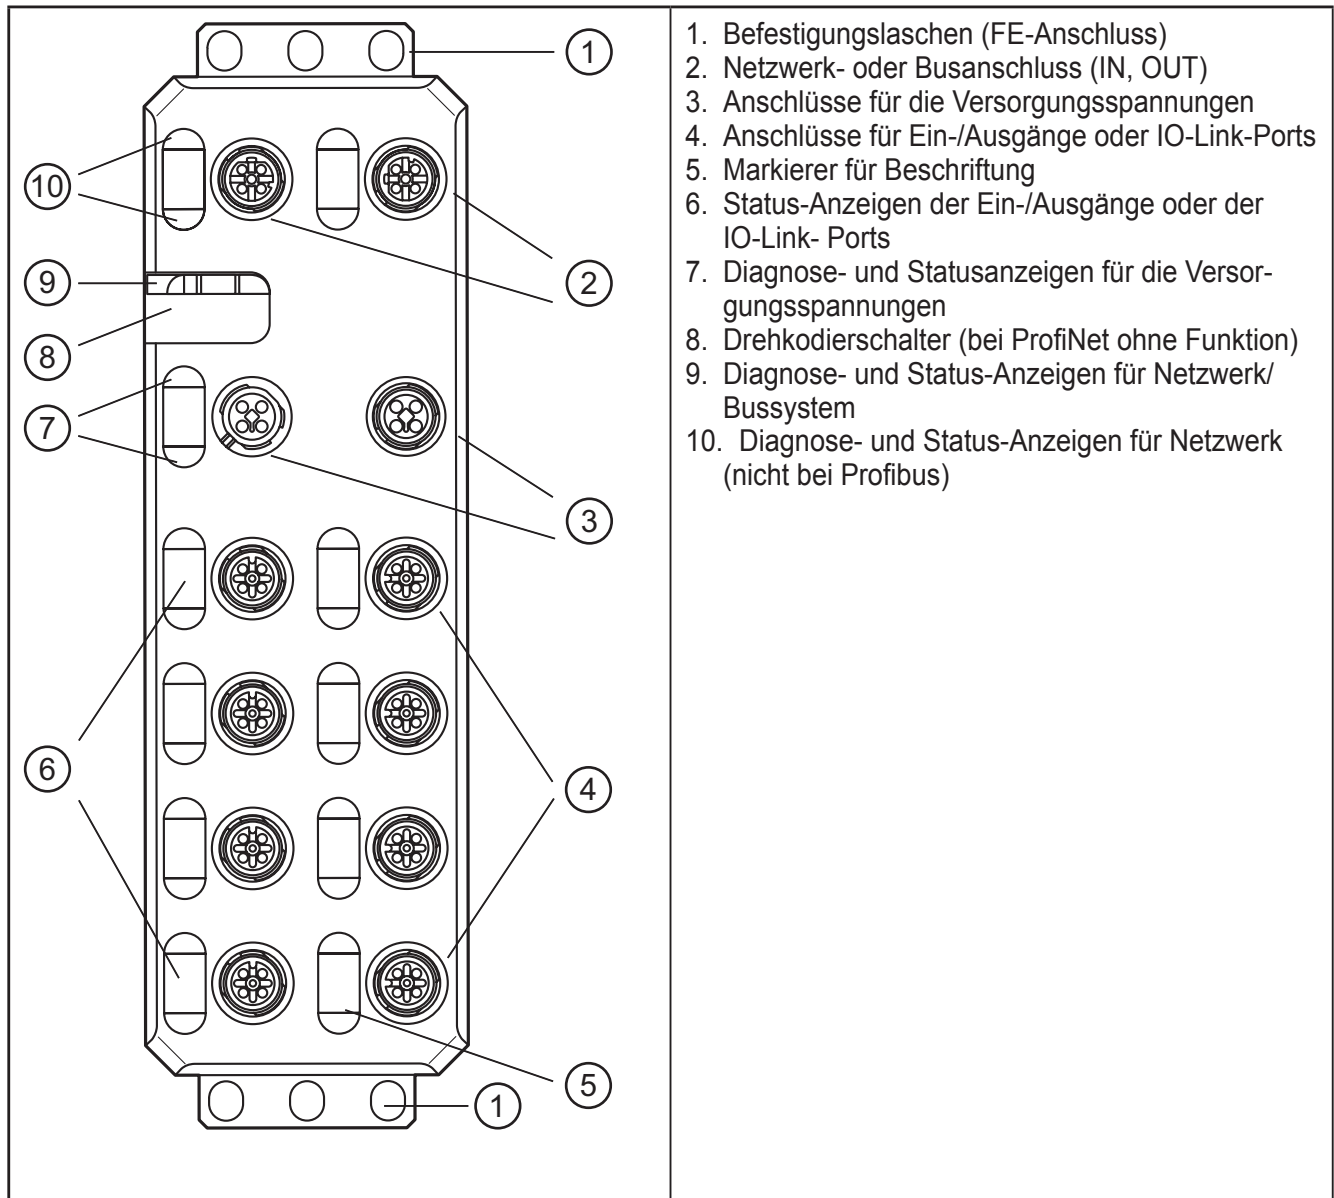 1
10
2
9
8
7
3
6
4
5
1
1. Befestigungslaschen (FE-Anschluss)
2. Netzwerk- oder Busanschluss (IN, OUT)
3. Anschlüsse für die Versorgungsspannungen
4. Anschlüsse für Ein-/Ausgänge oder IO-Link-Ports
5. Markierer für Beschriftung
6. Status-Anzeigen der Ein-/Ausgänge oder der
IO-Link- Ports
7. Diagnose- und Statusanzeigen für die Versor-
gungsspannungen
8. Drehkodierschalter (bei ProfiNet ohne Funktion)
9. Diagnose- und Status-Anzeigen für Netzwerk/
Bussystem
10. Diagnose- und Status-Anzeigen für Netzwerk
(nicht bei Profibus)